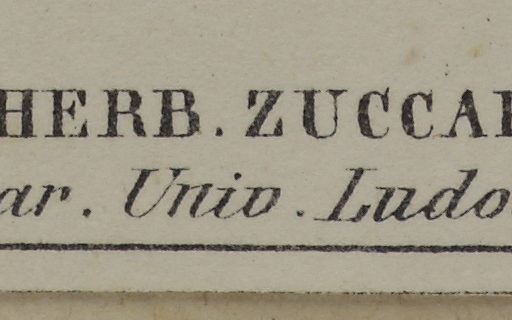 HERB. ZUCCA
ar. Univ. Ludo